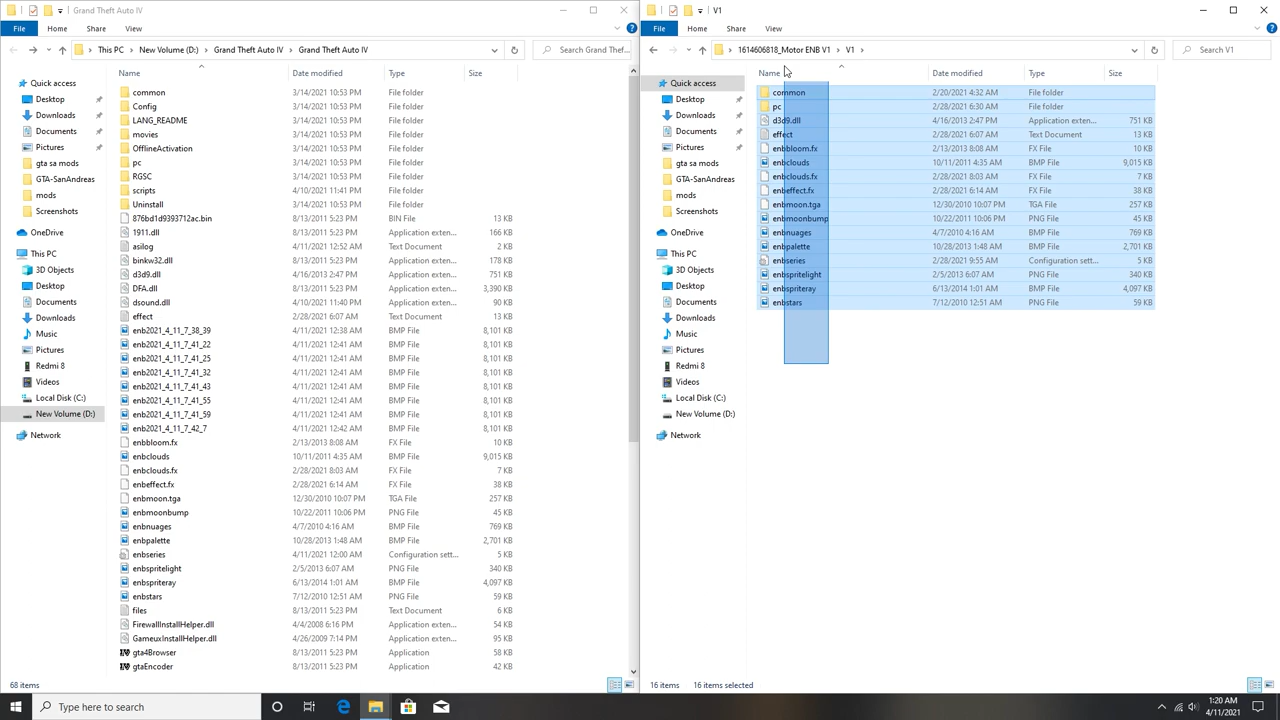 Grand Theft Auto IV
File Home Share View
This PC New Volume (D:) Grand Theft Auto IV Grand Theft Auto IV Search Grand Thef...
Name Date modified Type Size
Quick access
Desktop
Downloads
Documents
Pictures
gta sa mods
GTA-SanAndreas
mods
Screenshots
OneDrive
This PC
3D Objects
Desktop
Documents
Downloads
Music
Pictures
Redmi 8
Videos
Local Disk (C:)
New Volume (D:)
Network
common 3/14/2021 10:53 PM File folder
Config 3/14/2021 10:53 PM File folder
LANG_README 3/14/2021 10:53 PM File folder
movies 3/14/2021 10:53 PM File folder
OfflineActivation 3/14/2021 10:53 PM File folder
pc 3/14/2021 10:53 PM File folder
RGSC 3/14/2021 10:53 PM File folder
scripts 4/10/2021 11:41 PM File folder
Uninstall 3/14/2021 10:53 PM File folder
876bd1d9393712ac.bin 8/13/2011 5:23 PM BIN File 13 KB
1911.dll 8/13/2011 5:23 PM Application exten... 166 KB
asilog 4/11/2021 12:52 AM Text Document 2 KB
binkw32.dll 8/13/2011 5:23 PM Application exten... 178 KB
d3d9.dll 4/16/2013 2:47 PM Application exten... 751 KB
DFA.dll 8/13/2011 5:23 PM Application exten... 3,390 KB
dsound.dll 4/10/2021 11:40 PM Application exten... 90 KB
effect 2/28/2021 6:07 AM Text Document 13 KB
enb2021_4_11_7_38_39 4/11/2021 12:38 AM BMP File 8,101 KB
enb2021_4_11_7_41_22 4/11/2021 12:41 AM BMP File 8,101 KB
enb2021_4_11_7_41_25 4/11/2021 12:41 AM BMP File 8,101 KB
enb2021_4_11_7_41_32 4/11/2021 12:41 AM BMP File 8,101 KB
enb2021_4_11_7_41_43 4/11/2021 12:41 AM BMP File 8,101 KB
enb2021_4_11_7_41_55 4/11/2021 12:41 AM BMP File 8,101 KB
enb2021_4_11_7_41_59 4/11/2021 12:41 AM BMP File 8,101 KB
enb2021_4_11_7_42_7 4/11/2021 12:42 AM BMP File 8,101 KB
enbbloom.fx 2/13/2013 8:08 AM FX File 10 KB
enbclouds 10/11/2011 4:35 AM BMP File 9,015 KB
enbclouds.fx 2/28/2021 8:03 AM FX File 7 KB
enbeffect.fx 2/28/2021 6:14 AM FX File 38 KB
enbmoon.tga 12/30/2010 10:07 PM TGA File 257 KB
enbmoonbump 10/22/2011 10:06 PM PNG File 45 KB
enbnuages 4/7/2010 4:16 AM BMP File 769 KB
enbpalette 10/28/2013 1:48 AM BMP File 2,701 KB
enbseries 4/11/2021 12:00 AM Configuration sett... 5 KB
enbspritelight 2/5/2013 6:07 AM PNG File 340 KB
enbspriteray 6/13/2014 1:01 AM BMP File 4,097 KB
enbstars 7/12/2010 12:51 AM PNG File 59 KB
files 8/13/2011 5:23 PM Text Document 6 KB
FirewallInstallHelper.dll 4/4/2008 6:16 PM Application exten... 54 KB
GameuxInstallHelper.dll 4/26/2009 7:14 PM Application exten... 95 KB
gta4Browser 8/13/2011 5:23 PM Application 58 KB
gtaEncoder 8/13/2011 5:23 PM Application 42 KB
68 items
V1
File Home Share View
1614606818_Motor ENB V1 V1 Search V1
Name Date modified Type Size
Quick access
Desktop
Downloads
Documents
Pictures
gta sa mods
GTA-SanAndreas
mods
Screenshots
OneDrive
This PC
3D Objects
Desktop
Documents
Downloads
Music
Pictures
Redmi 8
Videos
Local Disk (C:)
New Volume (D:)
Network
common 2/20/2021 4:32 AM File folder
pc 2/28/2021 6:30 AM File folder
d3d9.dll 4/16/2013 2:47 PM Application exten... 751 KB
effect 2/28/2021 6:07 AM Text Document 13 KB
enbbloom.fx 2/13/2013 8:08 AM FX File 10 KB
enbclouds 10/11/2011 4:35 AM BMP File 9,015 KB
enbclouds.fx 2/28/2021 8:03 AM FX File 7 KB
enbeffect.fx 2/28/2021 6:14 AM FX File 38 KB
enbmoon.tga 12/30/2010 10:07 PM TGA File 257 KB
enbmoonbump 10/22/2011 10:06 PM PNG File 45 KB
enbnuages 4/7/2010 4:16 AM BMP File 769 KB
enbpalette 10/28/2013 1:48 AM BMP File 2,701 KB
enbseries 2/28/2021 9:55 AM Configuration sett... 5 KB
enbspritelight 2/5/2013 6:07 AM PNG File 340 KB
enbspriteray 6/13/2014 1:01 AM BMP File 4,097 KB
enbstars 7/12/2010 12:51 AM PNG File 59 KB
16 items 16 items selected
Type here to search
1:20 AM
4/11/2021